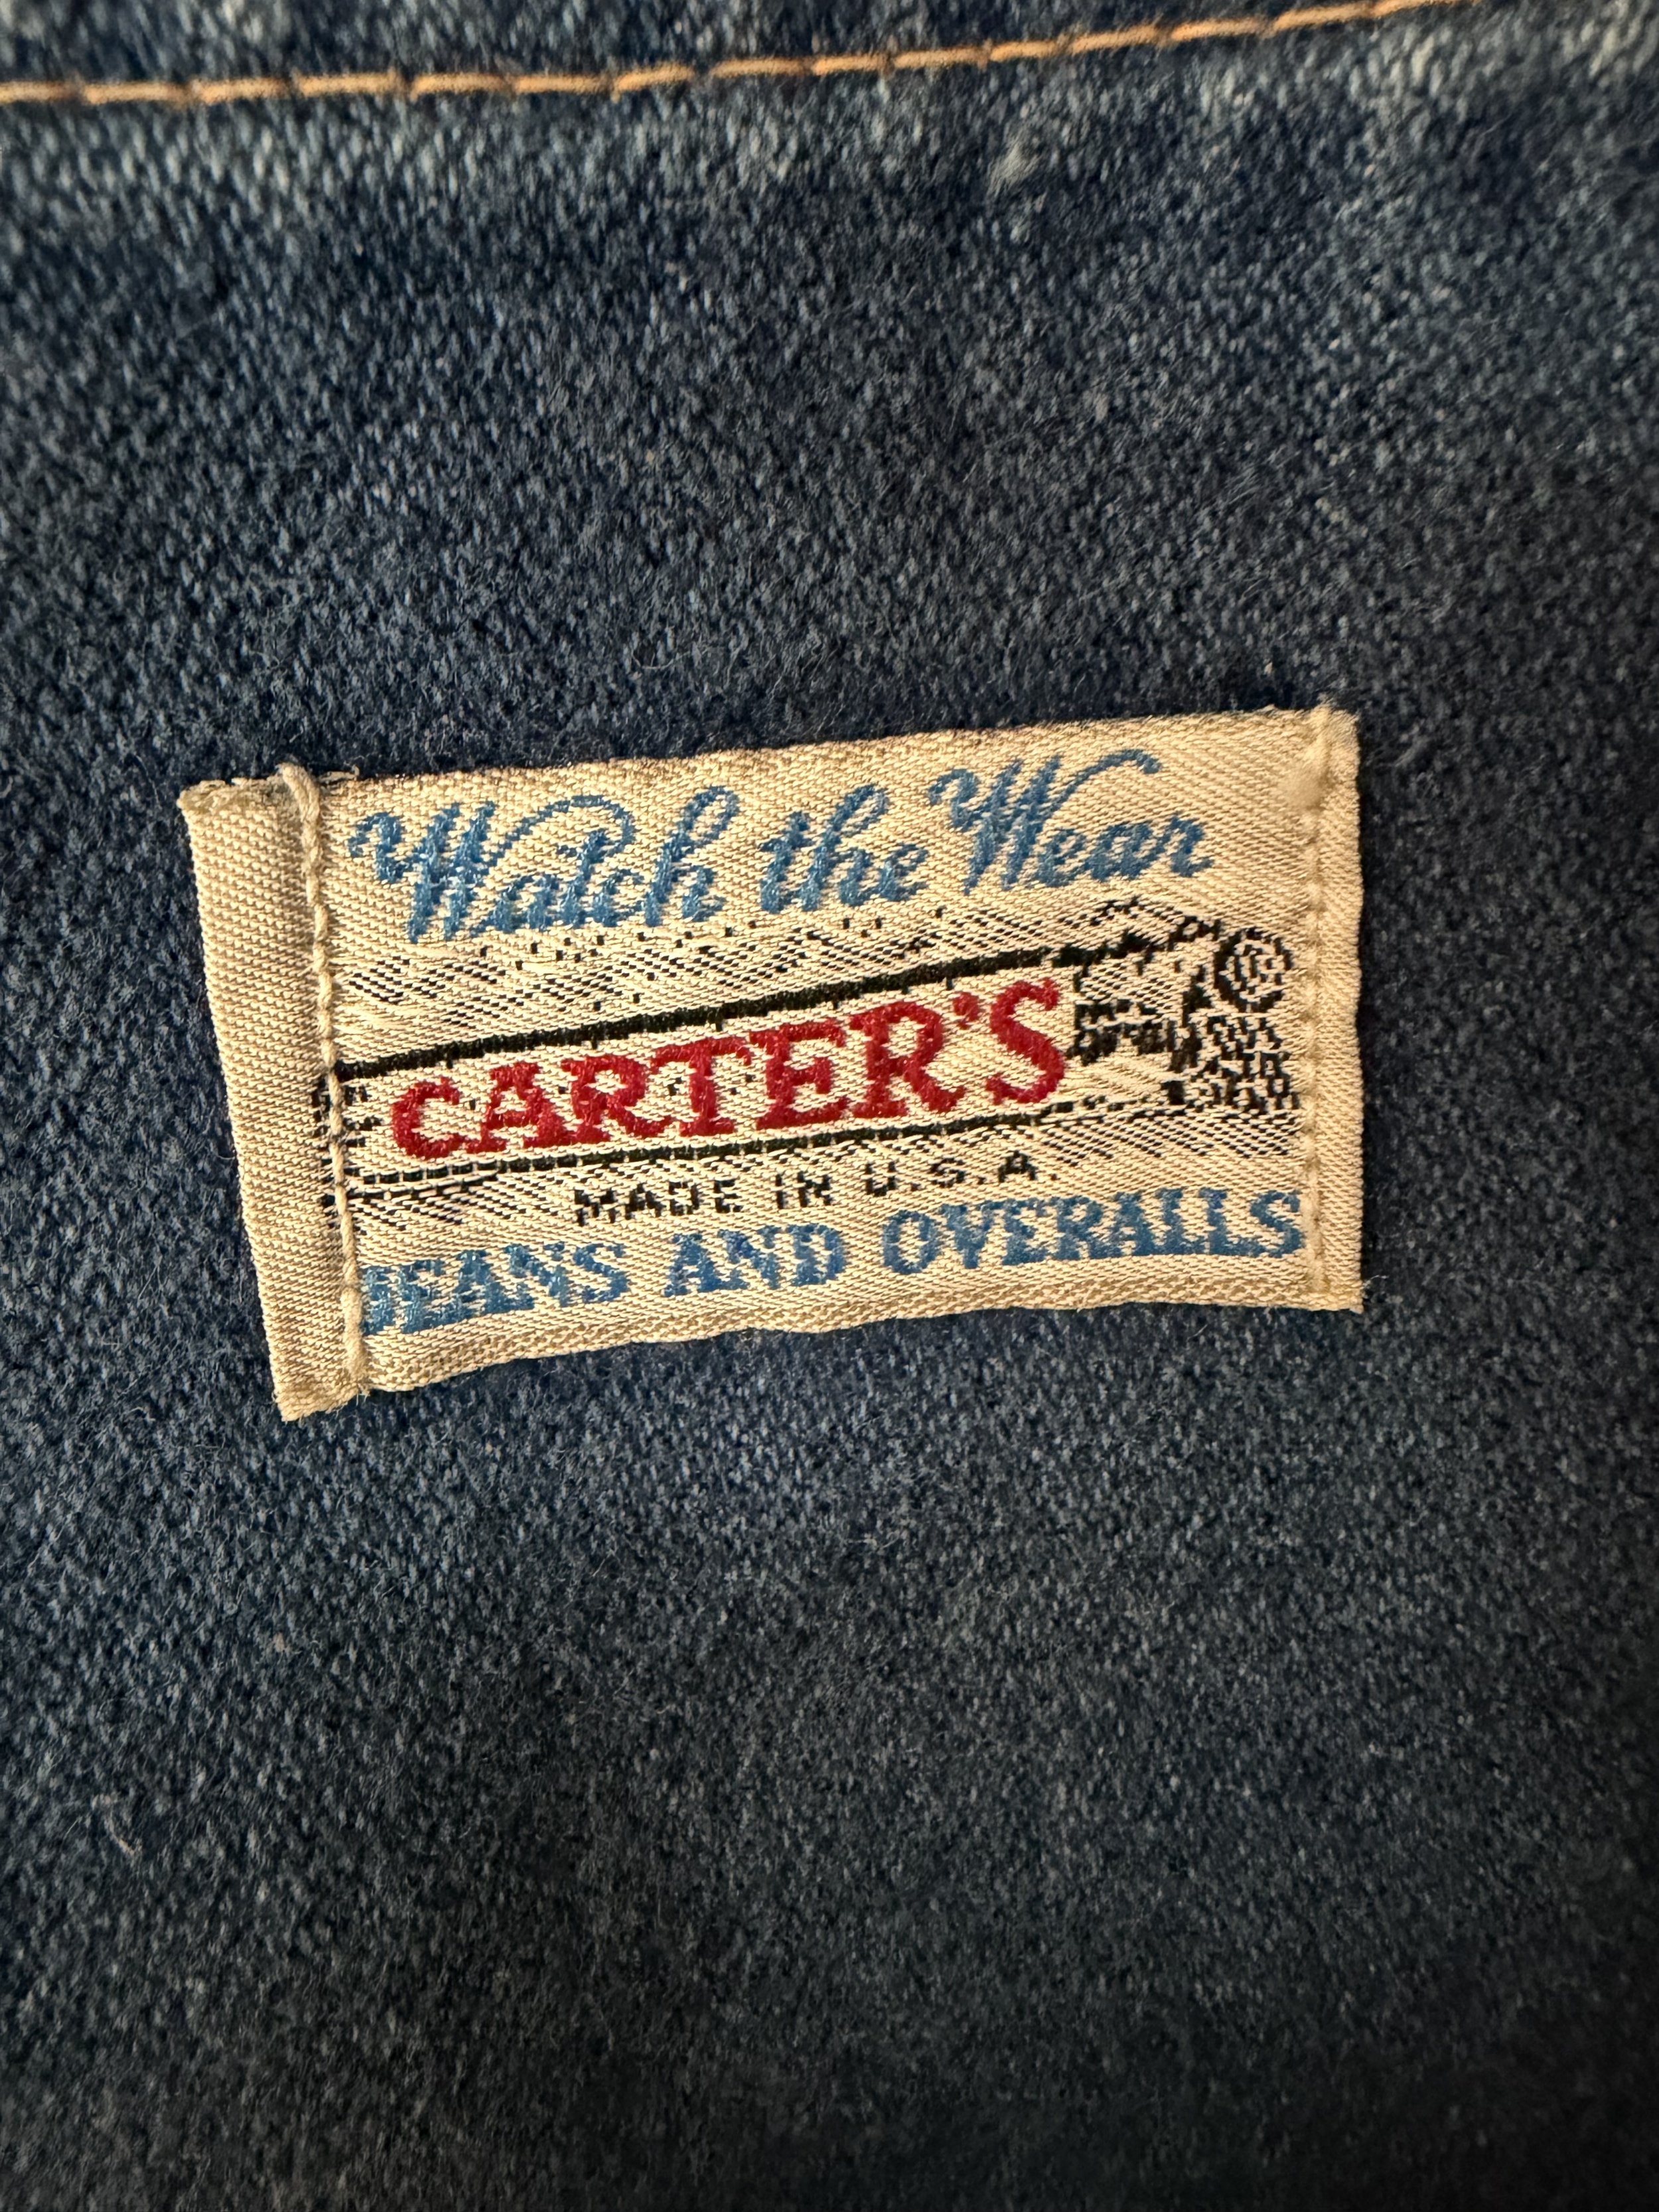 Watch the Wear
CARTER'S ®
MADE IN U.S.A.
JEANS AND OVERALLS